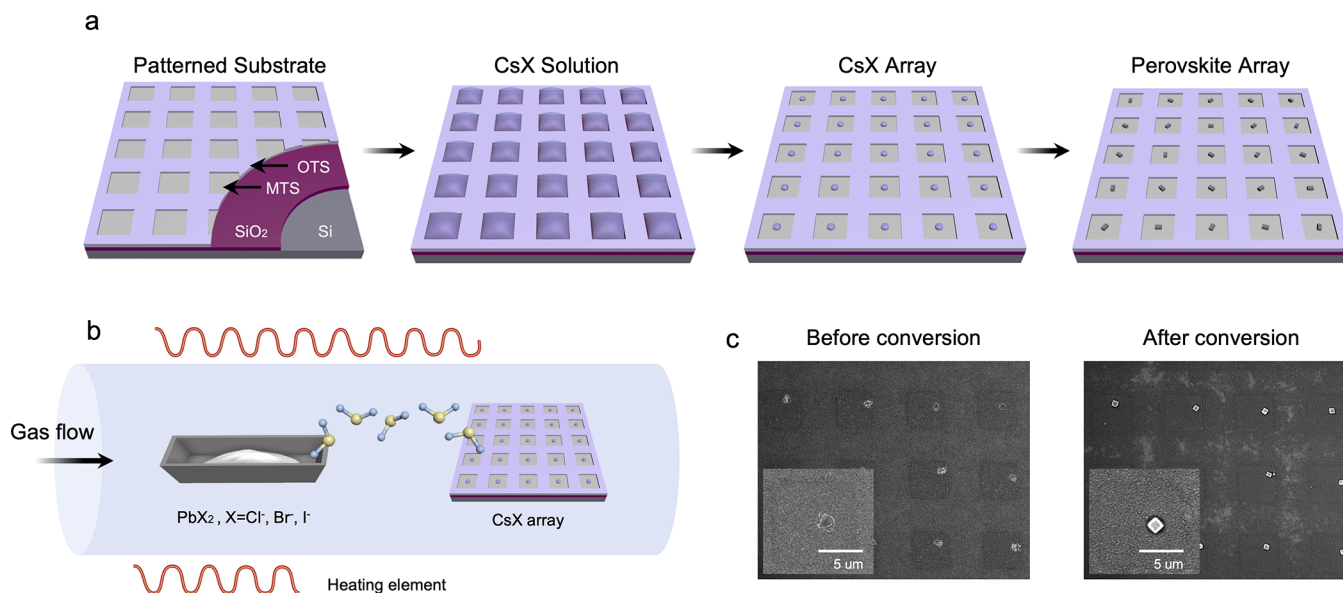 a
Patterned Substrate
CsX Solution
CsX Array
Perovskite Array
OTS
MTS
SiO₂
Si
b
Gas flow
PbX₂ , X=Cl⁻, Br⁻, I⁻
CsX array
Heating element
c
Before conversion
After conversion
5 um
5 um